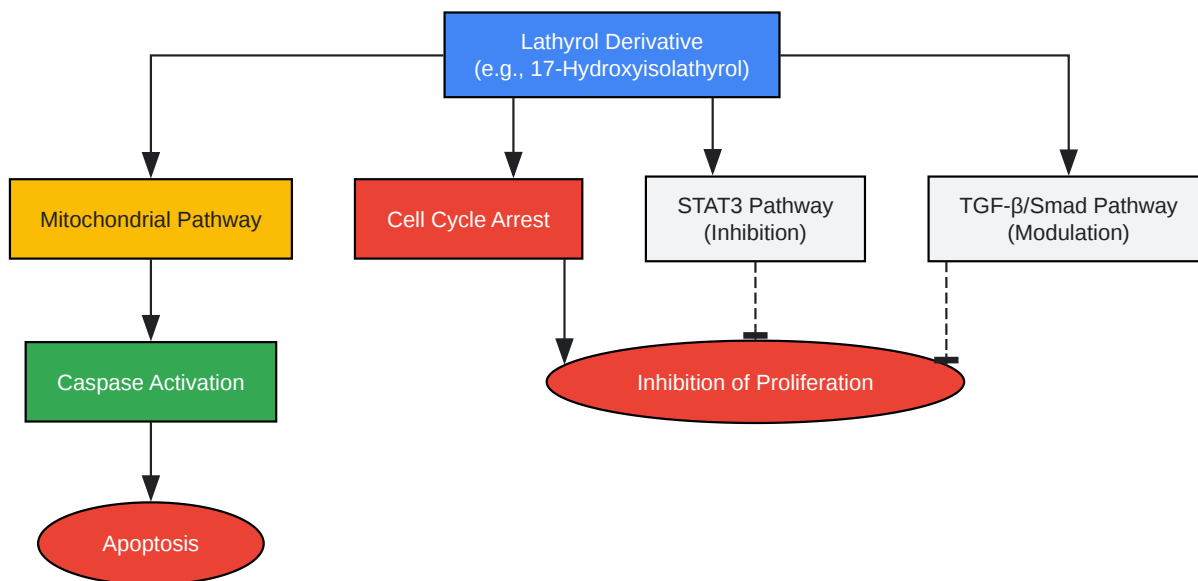 Lathyrol Derivative
(e.g., 17-Hydroxyisolathyrol)
Mitochondrial Pathway
Cell Cycle Arrest
STAT3 Pathway
(Inhibition)
TGF-β/Smad Pathway
(Modulation)
Caspase Activation
Inhibition of Proliferation
Apoptosis